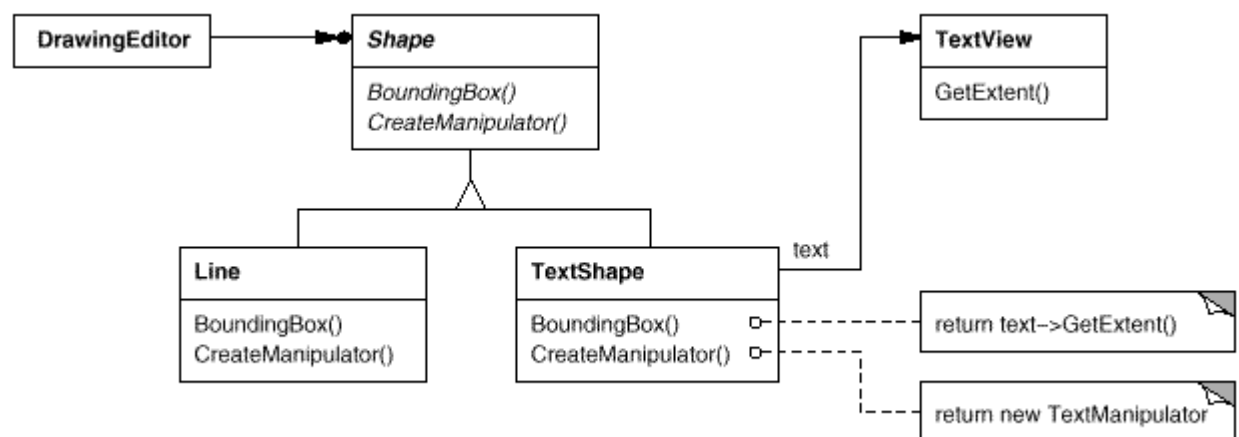 DrawingEditor
Shape
BoundingBox()
CreateManipulator()
TextView
GetExtent()
Line
BoundingBox()
CreateManipulator()
TextShape
BoundingBox()
CreateManipulator()
text
return text–>GetExtent()
return new TextManipulator